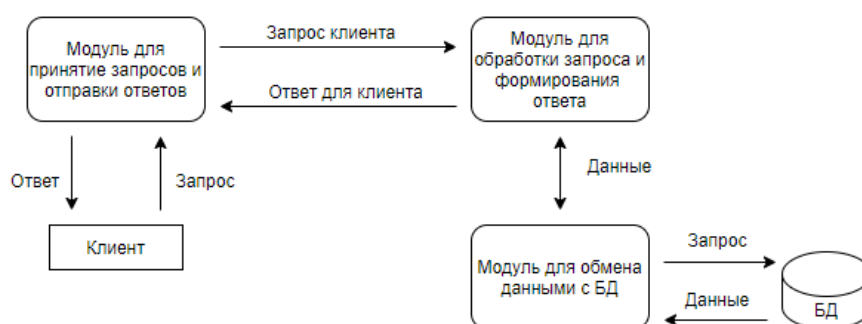 Модуль для
принятие запросов и
отправки ответов
Запрос клиента
Ответ для клиента
Модуль для
обработки запроса и
формирования
ответа
Ответ
Запрос
Данные
Клиент
Модуль для обмена
данными с БД
Запрос
Данные
БД